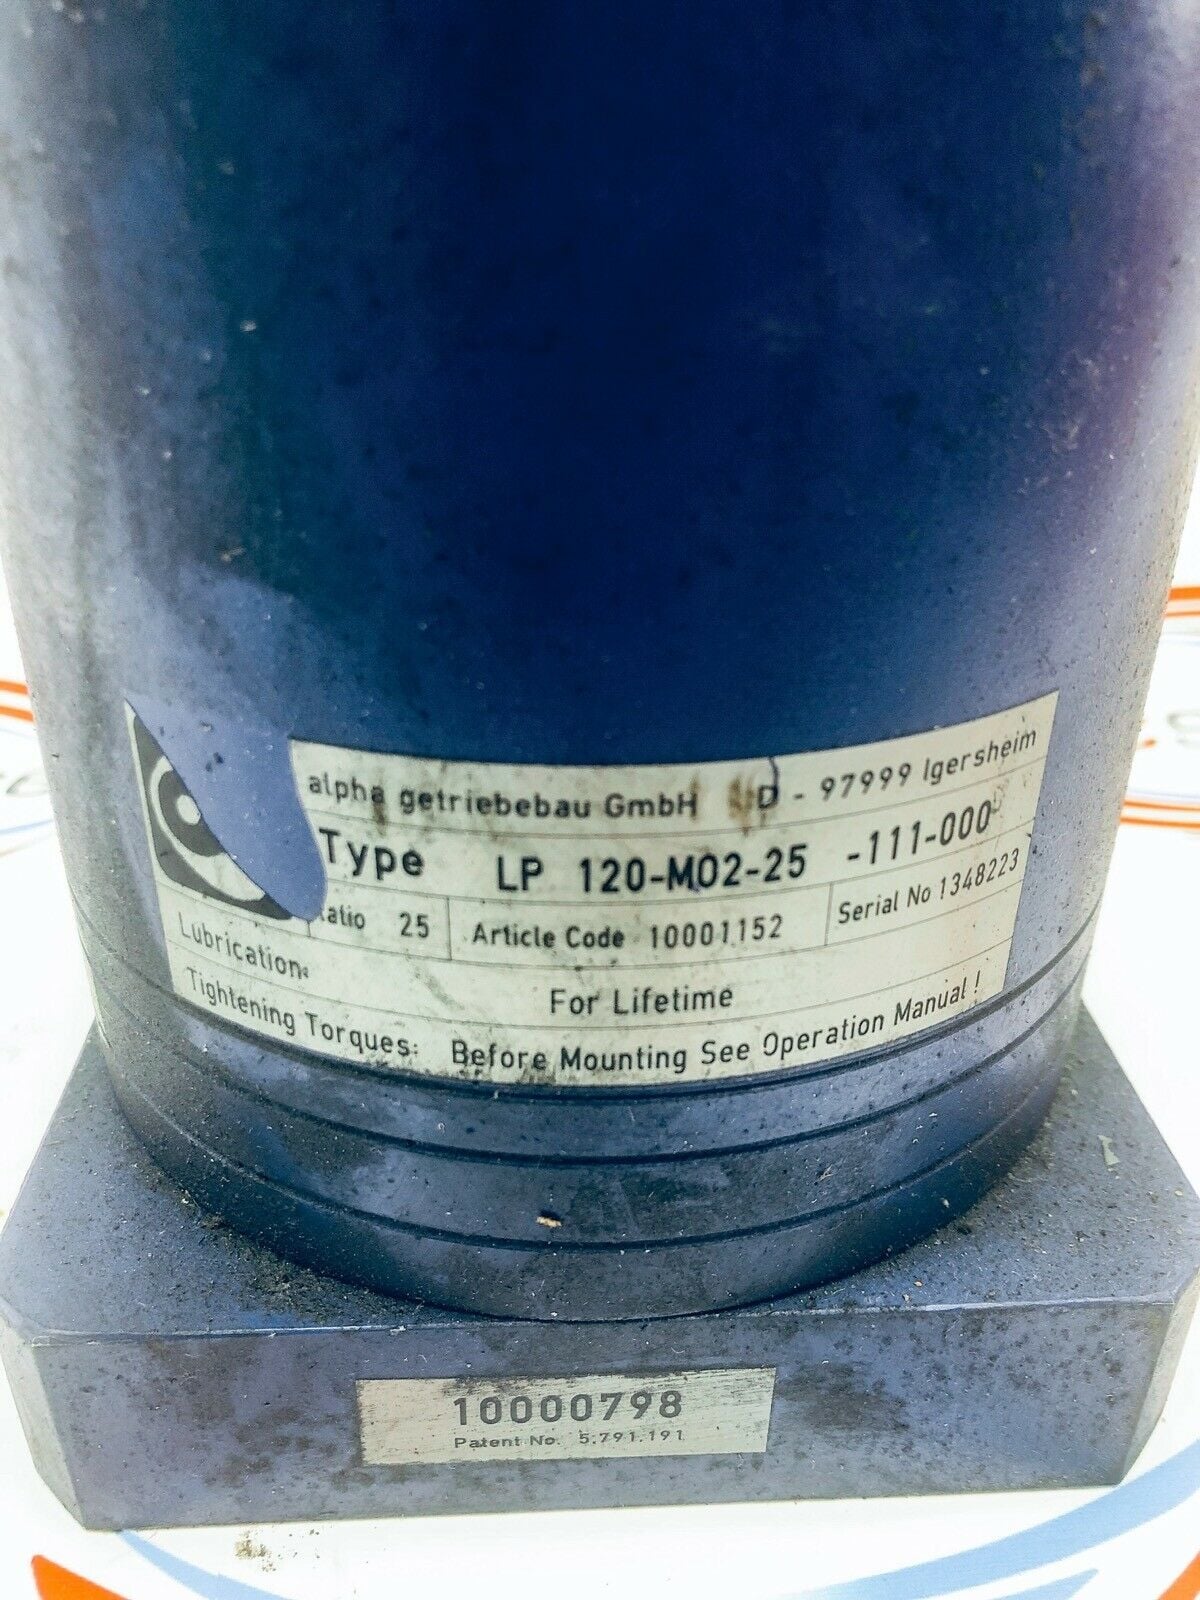 alpha getriebebau GmbH D - 97999 Igersheim
Type LP 120-M02-25 -111-000
atio 25 Article Code 10001152 Serial No 1348223
Lubrication: For Lifetime
Tightening Torques: Before Mounting See Operation Manual !
10000798
Patent No. 5.791.191